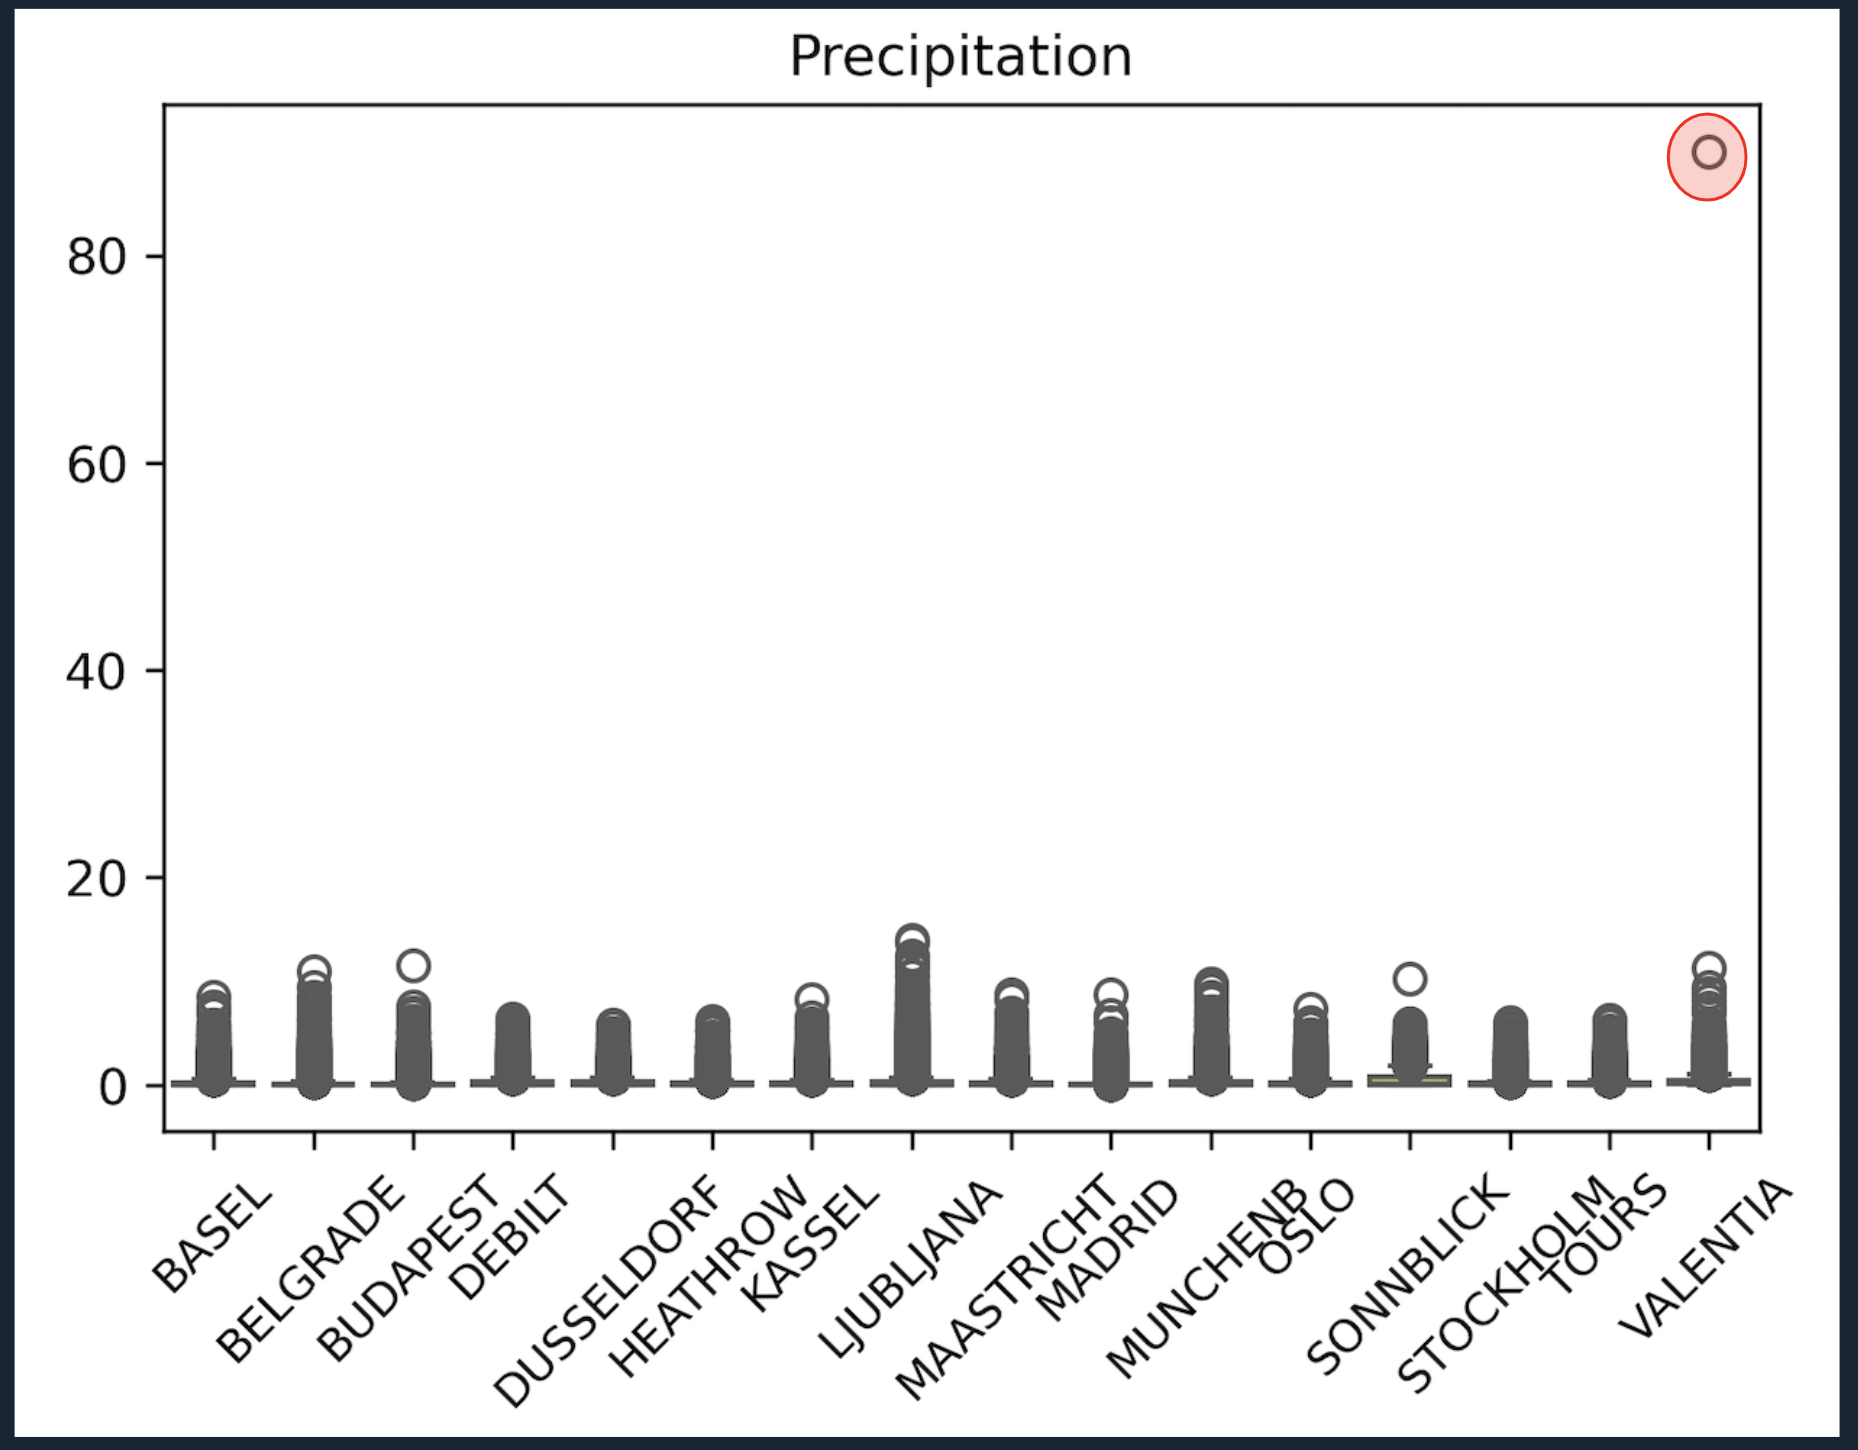 Precipitation
80
60
40
20
0
BASEL
BELGRADE
BUDAPEST
DEBILT
DUSSELDORF
HEATHROW
KASSEL
LJUBLJANA
MAASTRICHT
MADRID
MUNCHENB
OSLO
SONNBLICK
STOCKHOLM
TOURS
VALENTIA